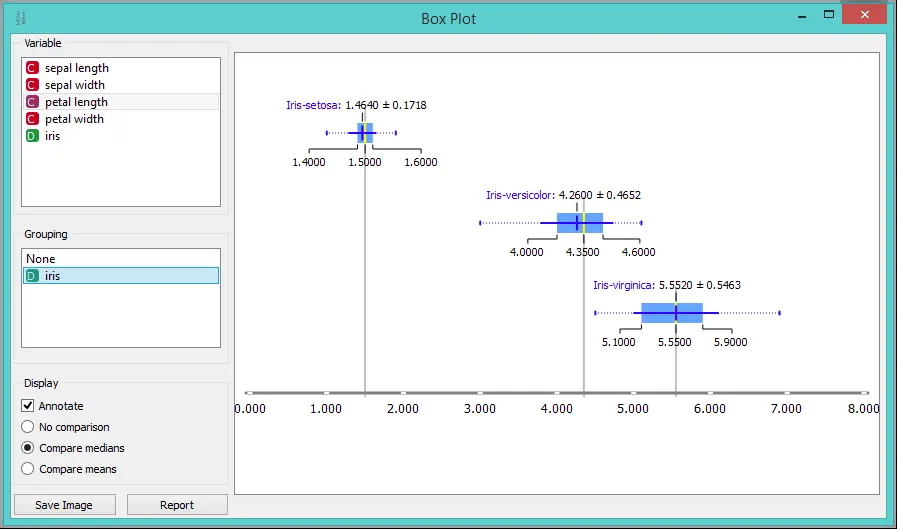 Box Plot
Variable
C sepal length
C sepal width
C petal length
C petal width
D iris
Grouping
None
D iris
Display
Annotate
No comparison
Compare medians
Compare means
Save Image Report
Iris-setosa: 1.4640 ± 0.1718
1.4000 1.5000 1.6000
Iris-versicolor: 4.2600 ± 0.4652
4.0000 4.3500 4.6000
Iris-virginica: 5.5520 ± 0.5463
5.1000 5.5500 5.9000
0.000 1.000 2.000 3.000 4.000 5.000 6.000 7.000 8.000